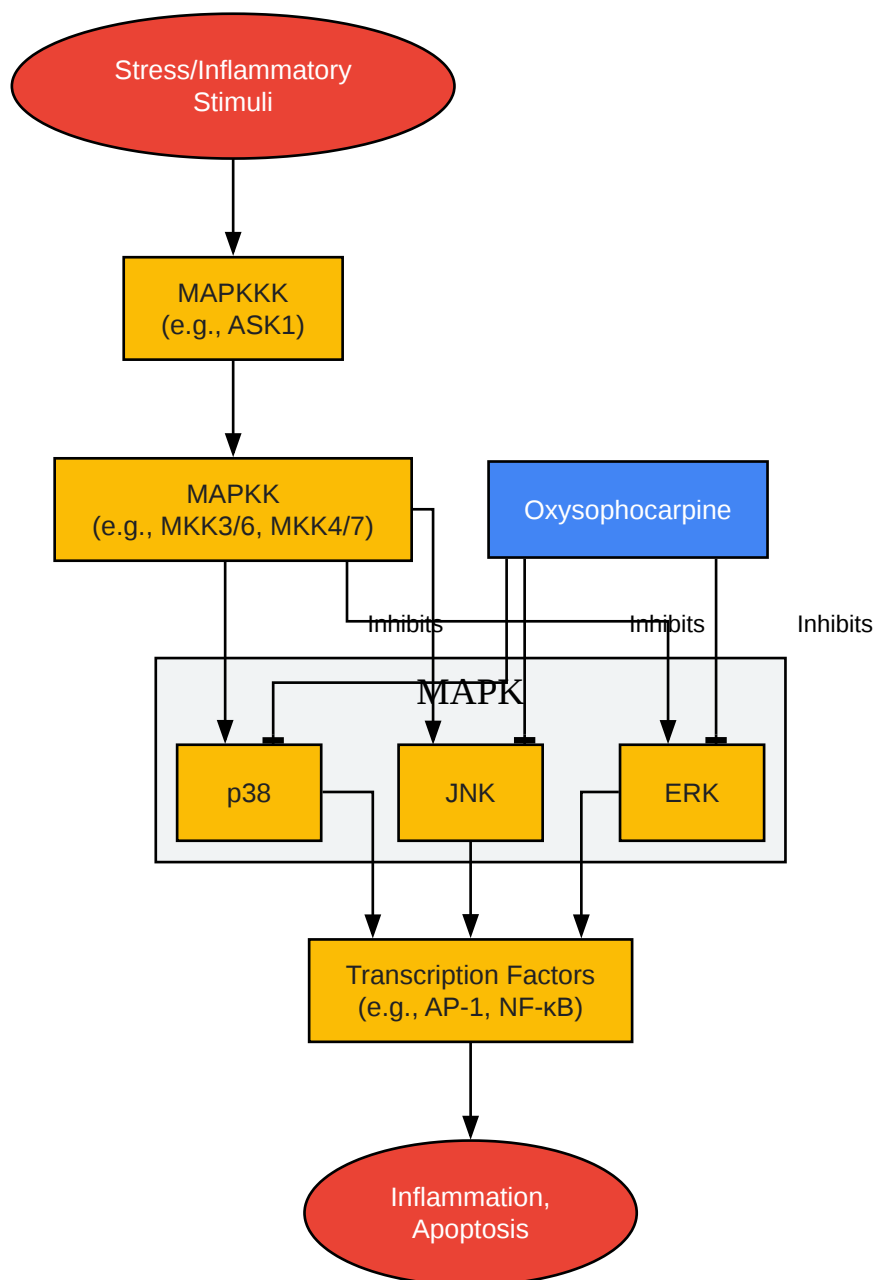 Stress/Inflammatory
Stimuli
MAPKKK
(e.g., ASK1)
MAPKK
(e.g., MKK3/6, MKK4/7)
Oxysophocarpine
Inhibits
Inhibits
Inhibits
MAPK
p38
JNK
ERK
Transcription Factors
(e.g., AP-1, NF-κB)
Inflammation,
Apoptosis